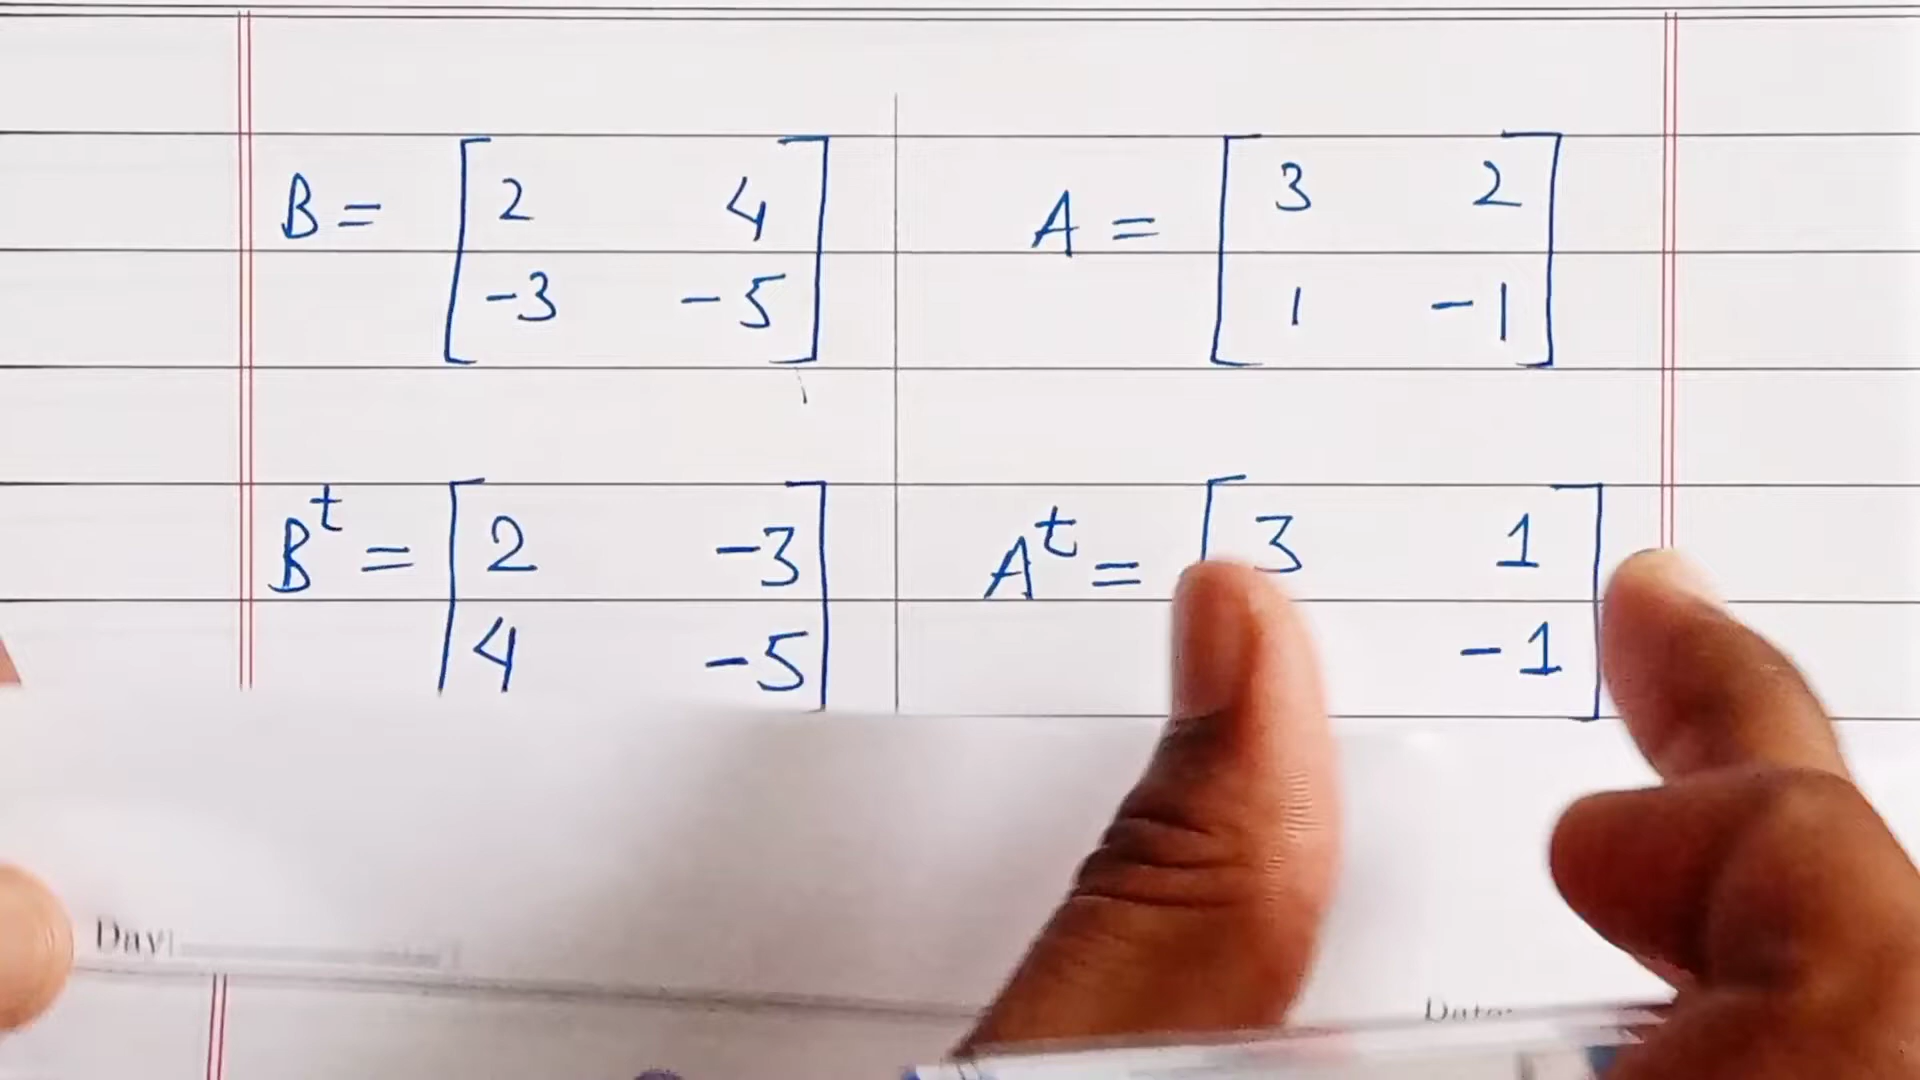 B = [ 2 4
-3 -5 ]
A = [ 3 2
1 -1 ]
B^t = [ 2 -3
4 -5 ]
A^t = [ 3 1
-1 ]
Day
Date: